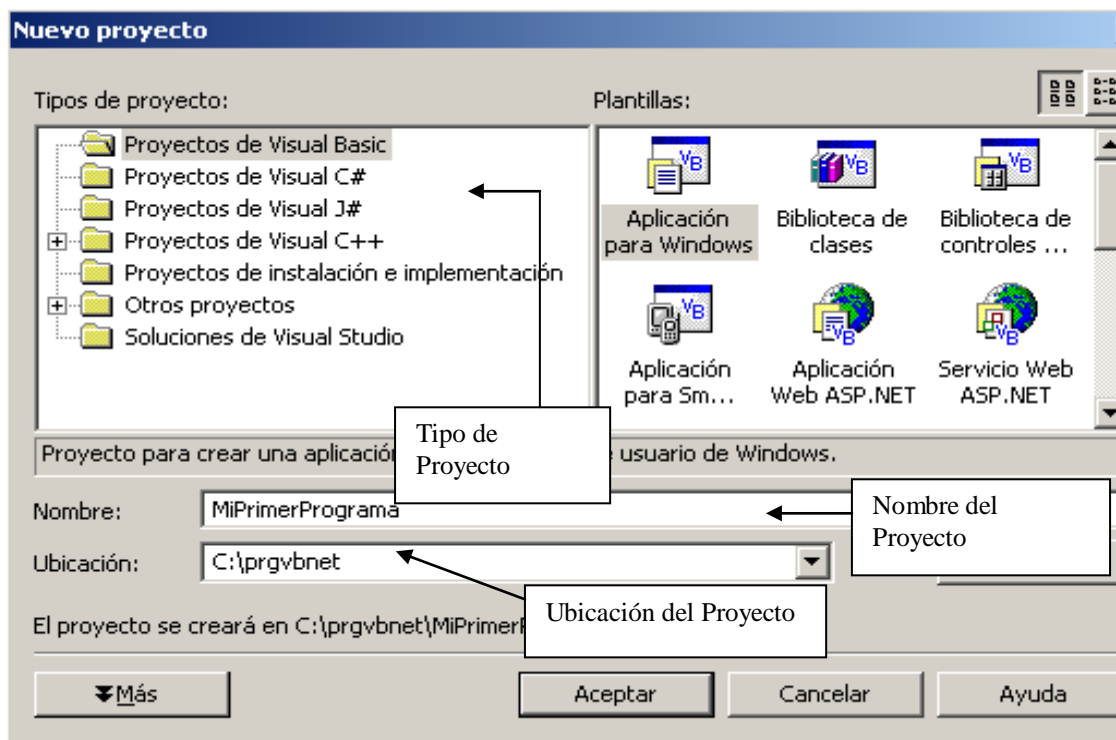 Nuevo proyecto
Tipos de proyecto:
Plantillas:
Proyectos de Visual Basic
Proyectos de Visual C#
Proyectos de Visual J#
Proyectos de Visual C++
Proyectos de instalación e implementación
Otros proyectos
Soluciones de Visual Studio
Aplicación
para Windows
Biblioteca de
clases
Biblioteca de
controles ...
Aplicación
para Sm...
Aplicación
Web ASP.NET
Servicio Web
ASP.NET
Tipo de
Proyecto
Proyecto para crear una aplicación usuario de Windows.
Nombre:
MiPrimerPrograma
Nombre del
Proyecto
Ubicación:
C:\prgvbnet
Ubicación del Proyecto
El proyecto se creará en C:\prgvbnet\MiPrimer
Más
Aceptar
Cancelar
Ayuda